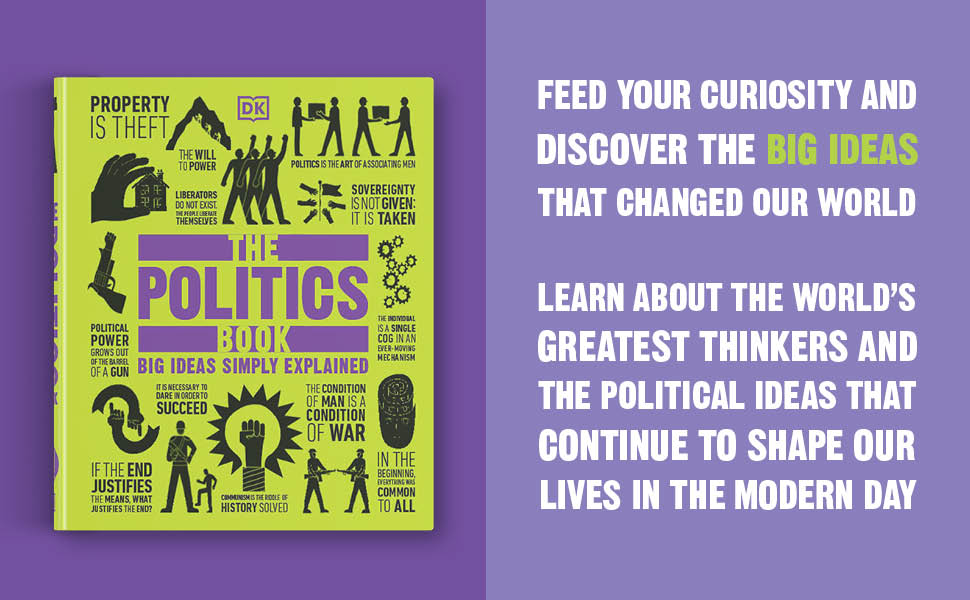 PROPERTY
IS THEFT
DK
THE WILL
TO POWER
POLITICS IS THE ART OF ASSOCIATING MEN
LIBERATORS
DO NOT EXIST.
THE PEOPLE LIBERATE
THEMSELVES
SOVEREIGNTY
IS NOT GIVEN:
IT IS TAKEN
THE
POLITICS
BOOK
BIG IDEAS SIMPLY EXPLAINED
POLITICAL
POWER
GROWS OUT
OF THE BARREL
OF A GUN
THE INDIVIDUAL
IS A SINGLE
COG IN AN
EVER-MOVING
MECHANISM
IT IS NECESSARY TO
DARE IN ORDER TO
SUCCEED
THE CONDITION
OF MAN IS A
CONDITION
OF WAR
IF THE END
JUSTIFIES
THE MEANS, WHAT
JUSTIFIES THE END?
COMMUNISM IS THE RIDDLE OF
HISTORY SOLVED
IN THE
BEGINNING,
EVERYTHING WAS
COMMON
TO ALL
FEED YOUR CURIOSITY AND
DISCOVER THE BIG IDEAS
THAT CHANGED OUR WORLD
LEARN ABOUT THE WORLD'S
GREATEST THINKERS AND
THE POLITICAL IDEAS THAT
CONTINUE TO SHAPE OUR
LIVES IN THE MODERN DAY